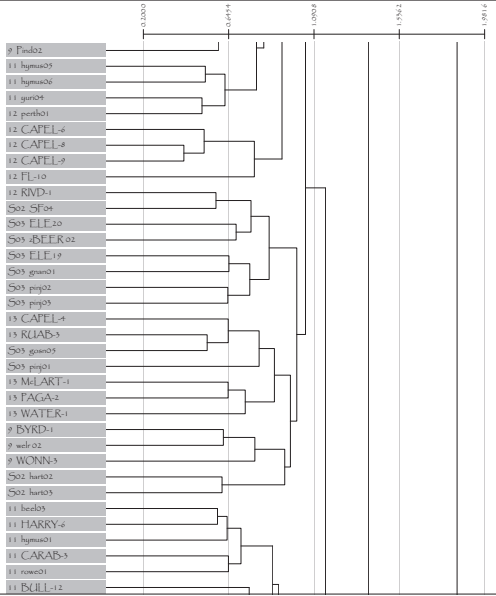 0.2000 0.6454 1.0908 1.5362 1.9816
9 Pind02
11 hymus05
11 hymus06
11 yuri04
12 perth01
12 CAPEL-6
12 CAPEL-8
12 CAPEL-9
12 FL-10
12 RIVD-1
S02 SF04
S03 ELE20
S03 zBEER02
S03 ELE19
S03 gnan01
S03 pinj02
S03 pinj03
13 CAPEL-4
13 RUAB-3
S03 gosn05
S03 pinj01
13 McLART-1
13 PAGA-2
13 WATER-1
9 BYRD-1
9 welr02
9 WONN-3
S02 hart02
S02 hart03
11 beel03
11 HARRY-6
11 hymus01
11 CARAB-3
11 rowe01
11 BULL-12